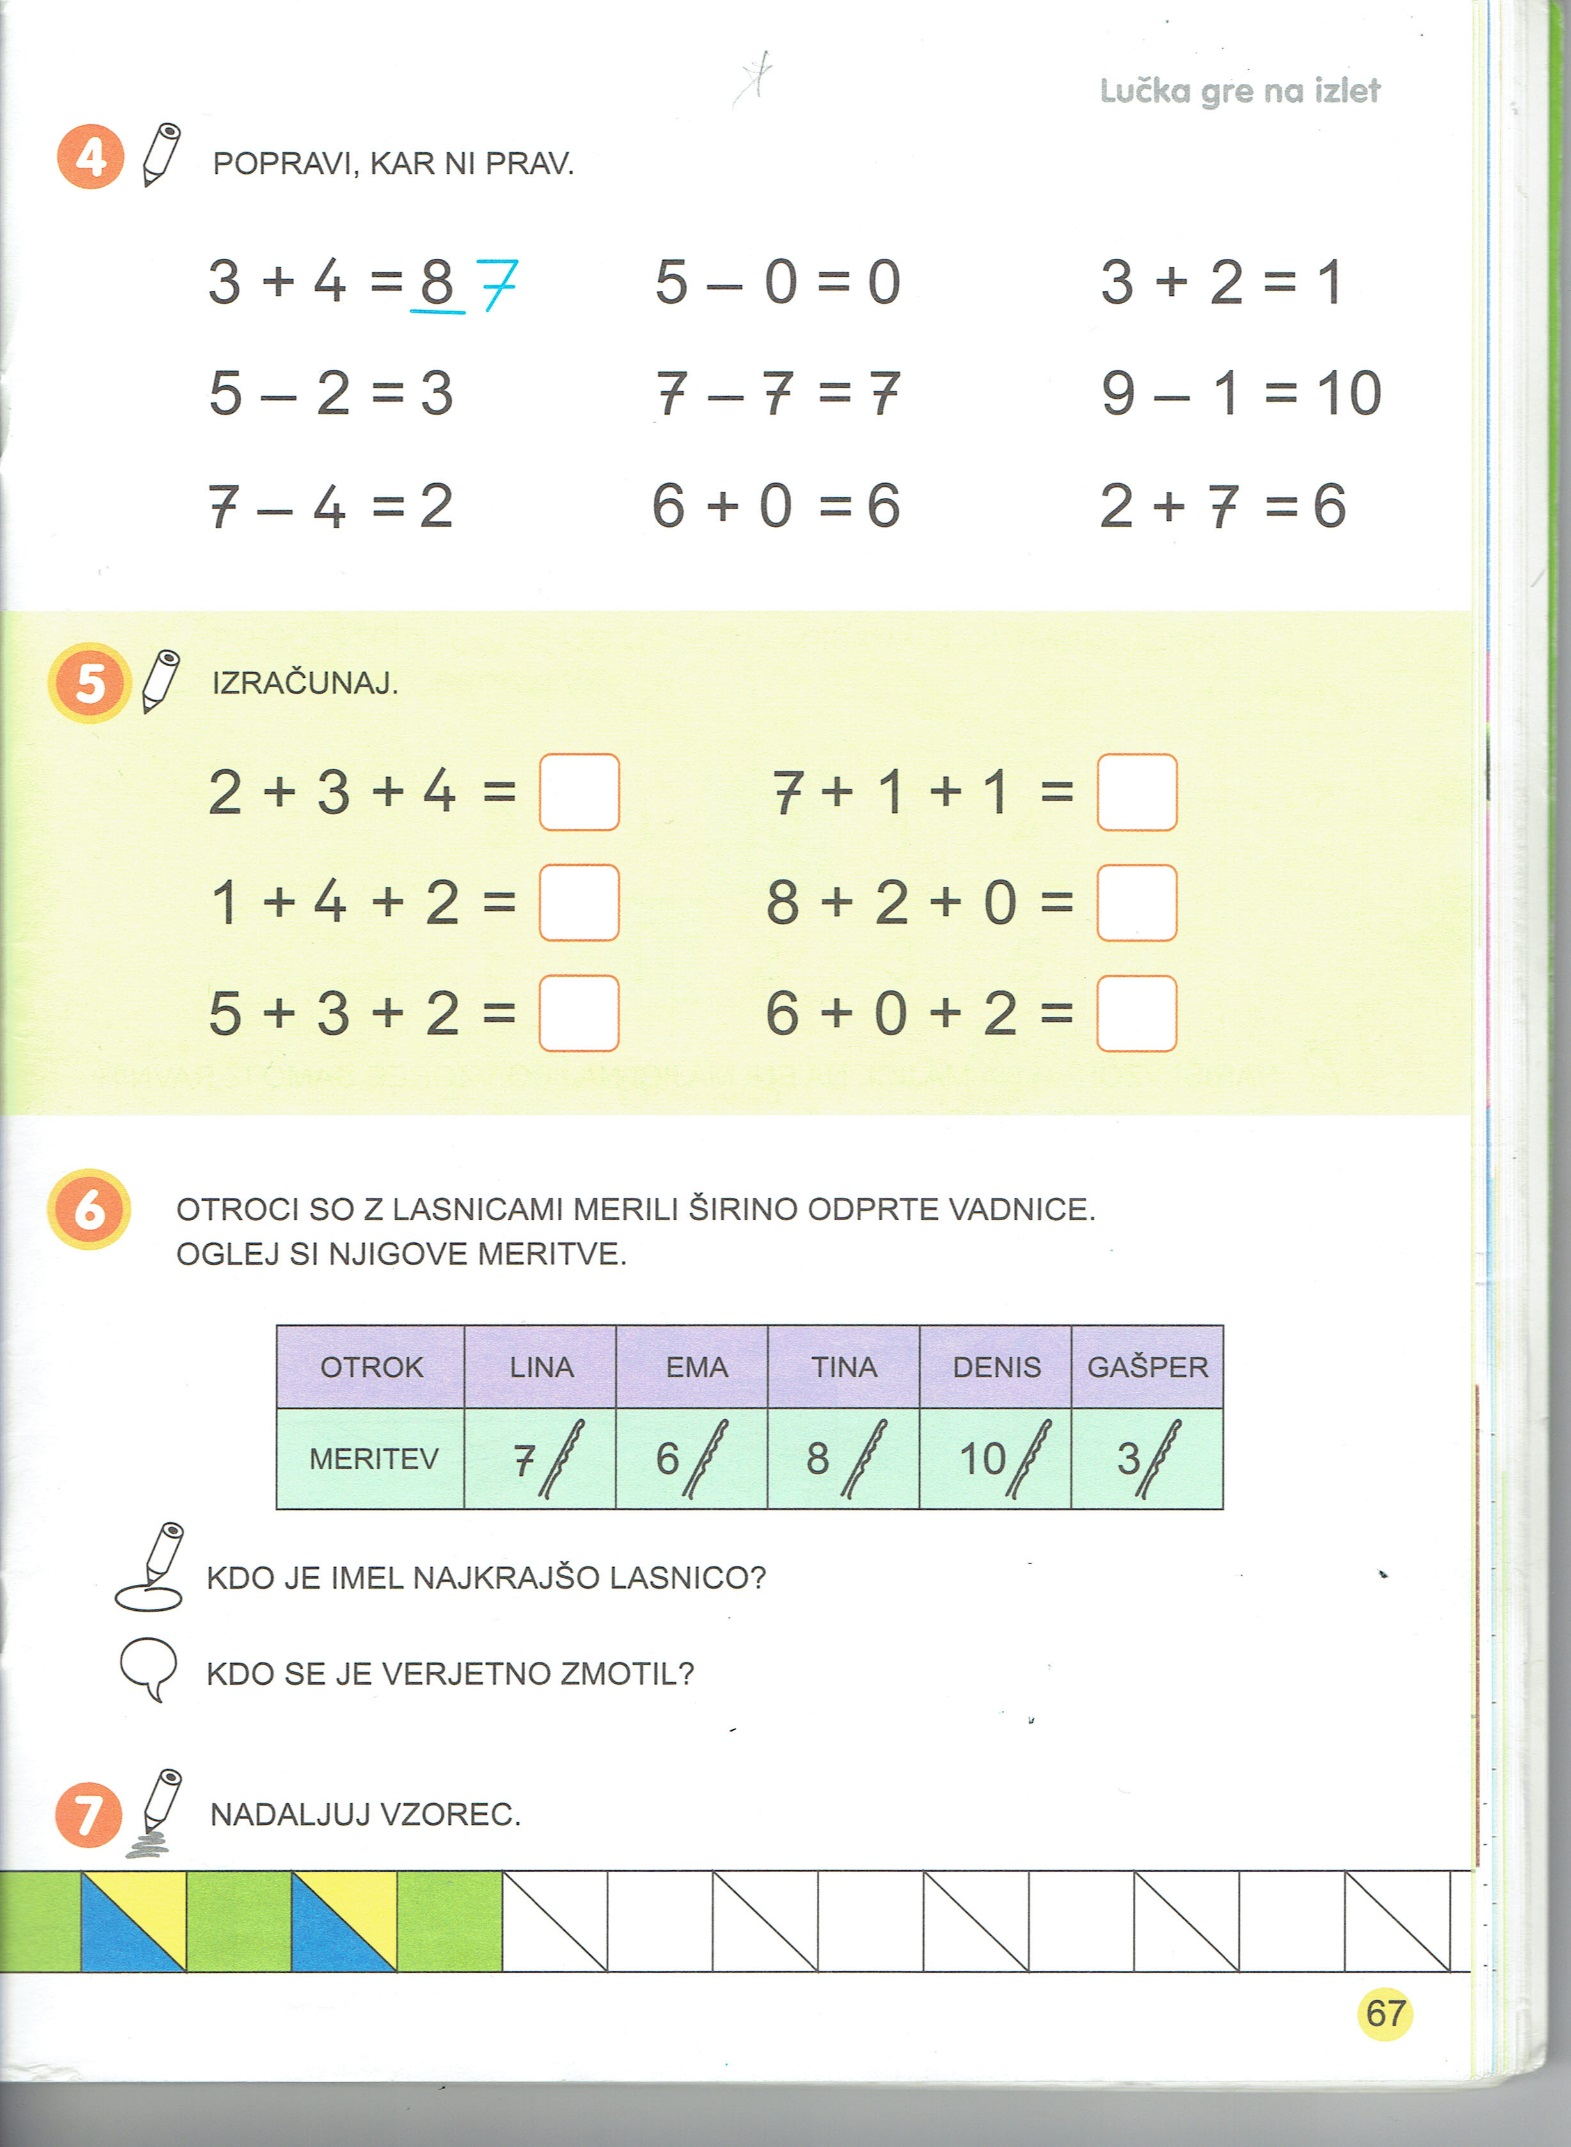 Lučka gre na izlet
4 POPRAVI, KAR NI PRAV.
3 + 4 = 8 7 5 – 0 = 0 3 + 2 = 1
5 – 2 = 3 7 – 7 = 7 9 – 1 = 10
7 – 4 = 2 6 + 0 = 6 2 + 7 = 6
5 IZRAČUNAJ.
2 + 3 + 4 = 7 + 1 + 1 =
1 + 4 + 2 = 8 + 2 + 0 =
5 + 3 + 2 = 6 + 0 + 2 =
6 OTROCI SO Z LASNICAMI MERILI ŠIRINO ODPRTE VADNICE.
OGLEJ SI NJIGOVE MERITVE.
OTROK LINA EMA TINA DENIS GAŠPER
MERITEV 7 6 8 10 3
KDO JE IMEL NAJKRAJŠO LASNICO?
KDO SE JE VERJETNO ZMOTIL?
7 NADALJUJ VZOREC.
67